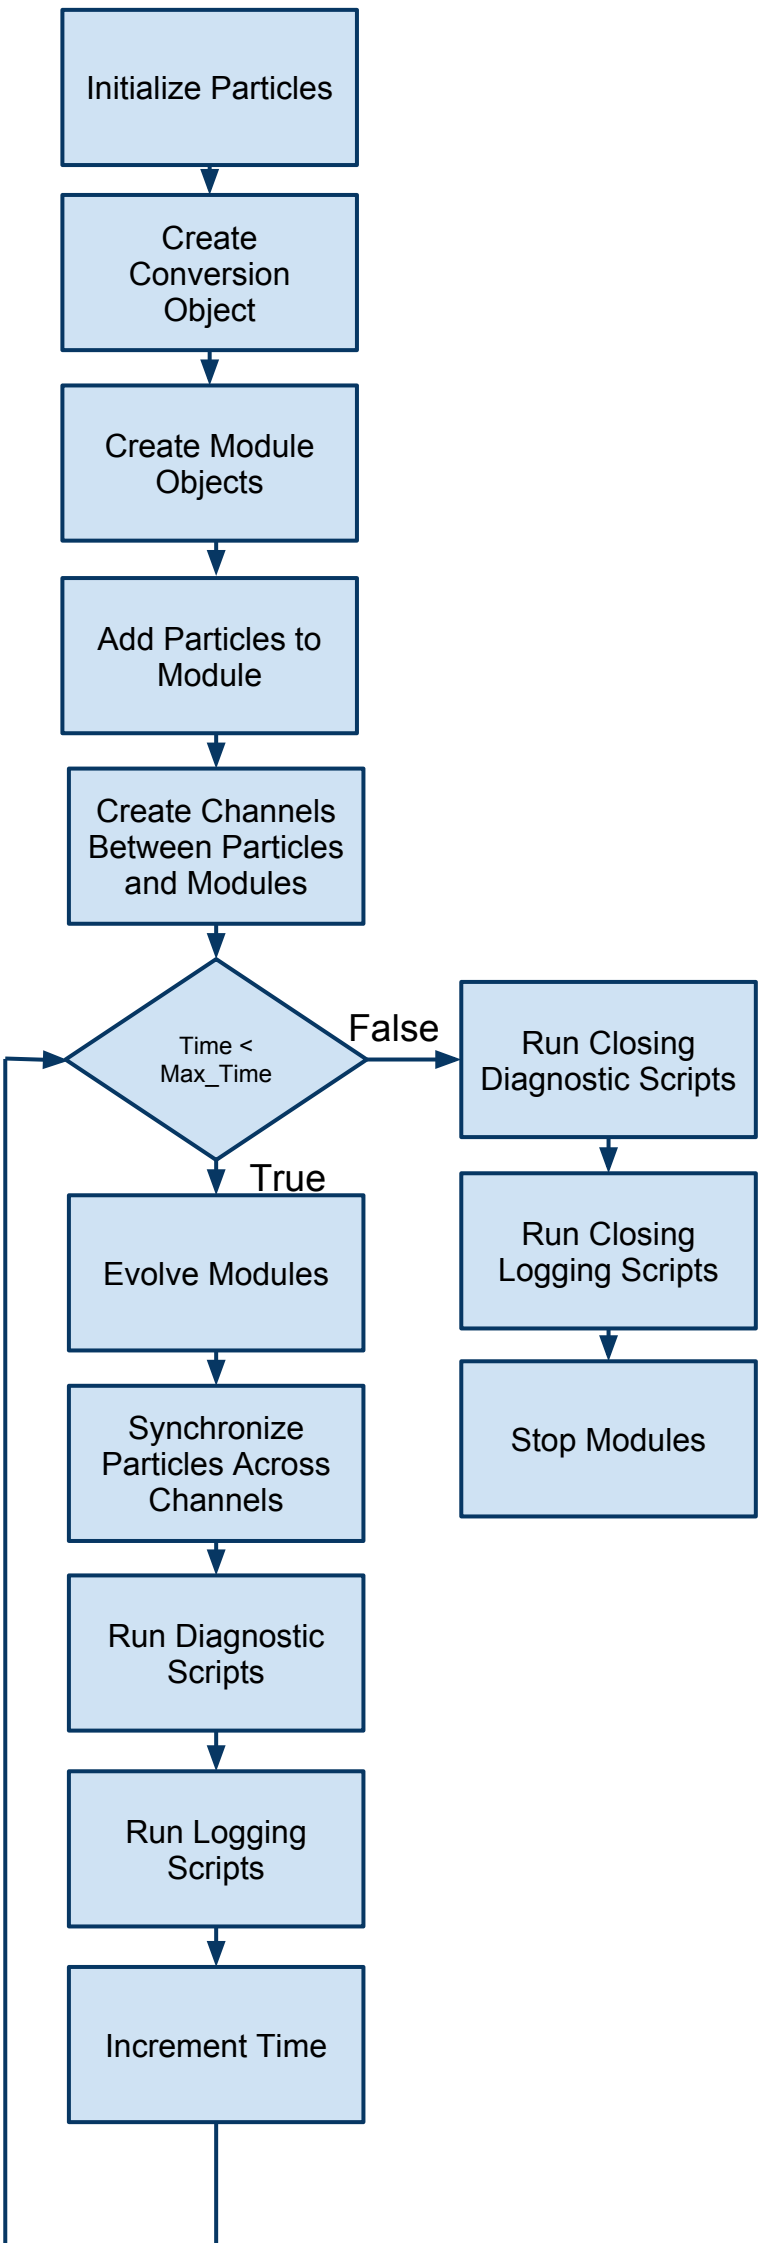 Initialize Particles
Create
Conversion
Object
Create Module
Objects
Add Particles to
Module
Create Channels
Between Particles
and Modules
Time <
Max_Time
False
Run Closing
Diagnostic Scripts
Run Closing
Logging Scripts
Stop Modules
True
Evolve Modules
Synchronize
Particles Across
Channels
Run Diagnostic
Scripts
Run Logging
Scripts
Increment Time